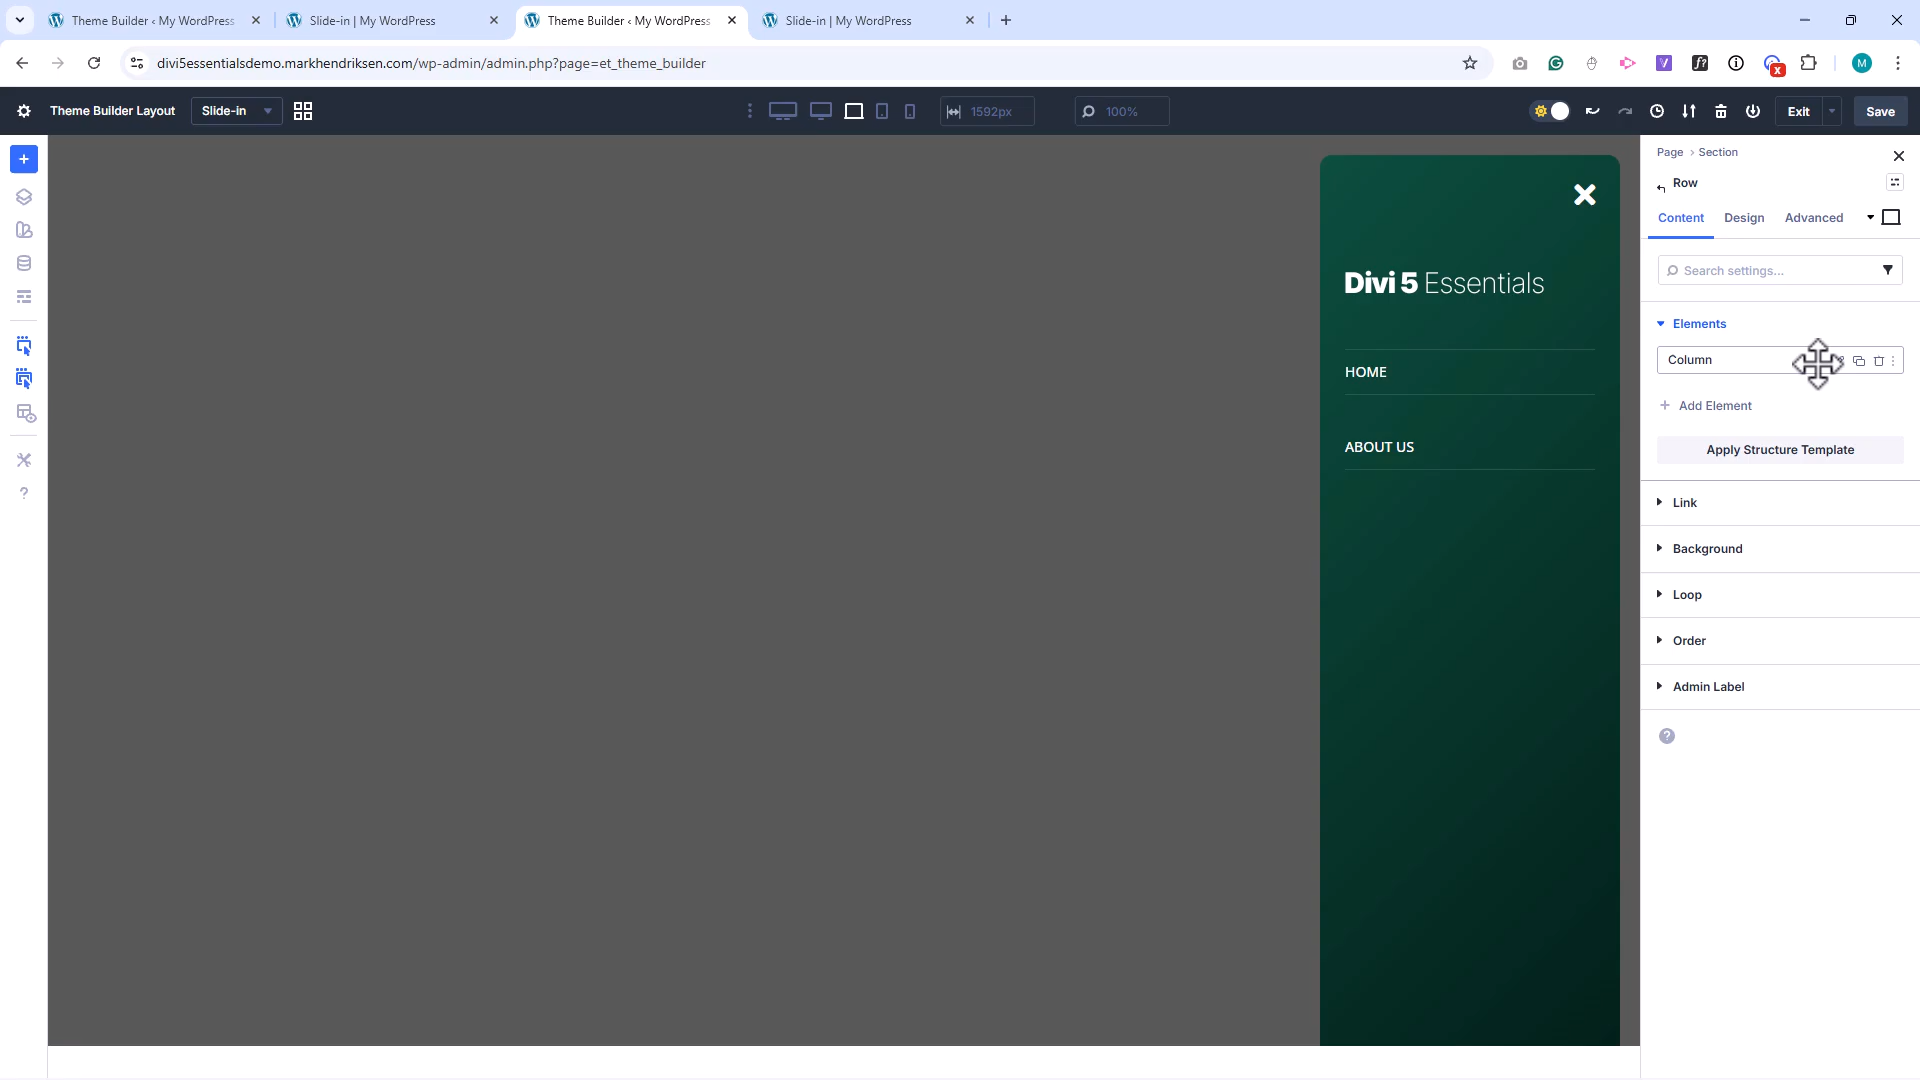 Theme Builder ‹ My WordPress
Slide-in | My WordPress
Theme Builder ‹ My WordPress
Slide-in | My WordPress
divi5essentialsdemo.markhendriksen.com/wp-admin/admin.php?page=et_theme_builder
M
Theme Builder Layout
Slide-in
1592px
100%
Exit
Save
Page › Section
Row
Content
Design
Advanced
Search settings...
Elements
Column
Add Element
Apply Structure Template
Link
Background
Loop
Order
Admin Label
Divi 5 Essentials
HOME
ABOUT US